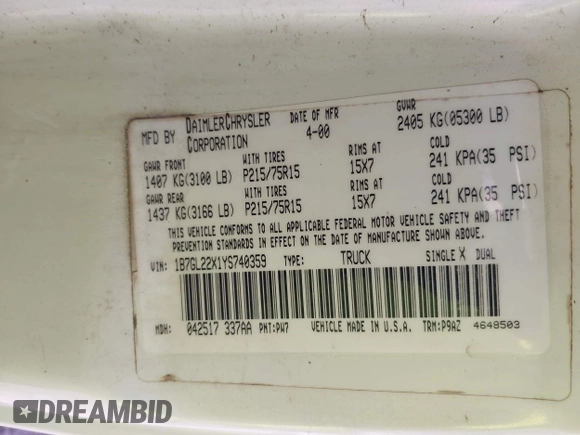 MFD BY DAIMLERCHRYSLER CORPORATION
DATE OF MFR 4-00
GVWR 2405 KG(05300 LB)
GAWR FRONT 1407 KG(3100 LB) WITH TIRES P215/75R15 RIMS AT 15X7 COLD 241 KPA(35 PSI)
GAWR REAR 1437 KG(3166 LB) WITH TIRES P215/75R15 RIMS AT 15X7 COLD 241 KPA(35 PSI)
THIS VEHICLE CONFORMS TO ALL APPLICABLE FEDERAL MOTOR VEHICLE SAFETY AND THEFT
PREVENTION STANDARDS IN EFFECT ON THE DATE OF MANUFACTURE SHOWN ABOVE.
VIN: 1B7GL22X1YS740359 TYPE: TRUCK SINGLE X DUAL
MDH: 042517 337AA PNT:PW7 VEHICLE MADE IN U.S.A. TRM:P9AZ 4648503
DREAMBID